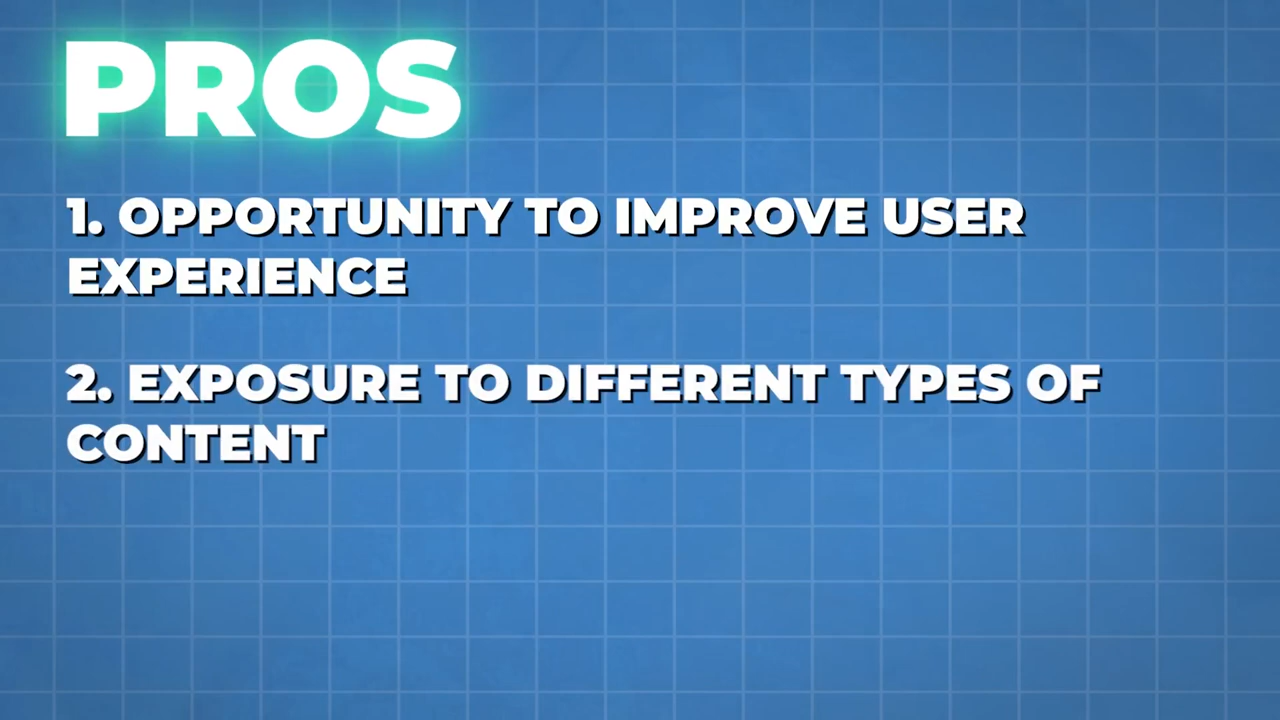 PROS
1. OPPORTUNITY TO IMPROVE USER
EXPERIENCE
2. EXPOSURE TO DIFFERENT TYPES OF
CONTENT